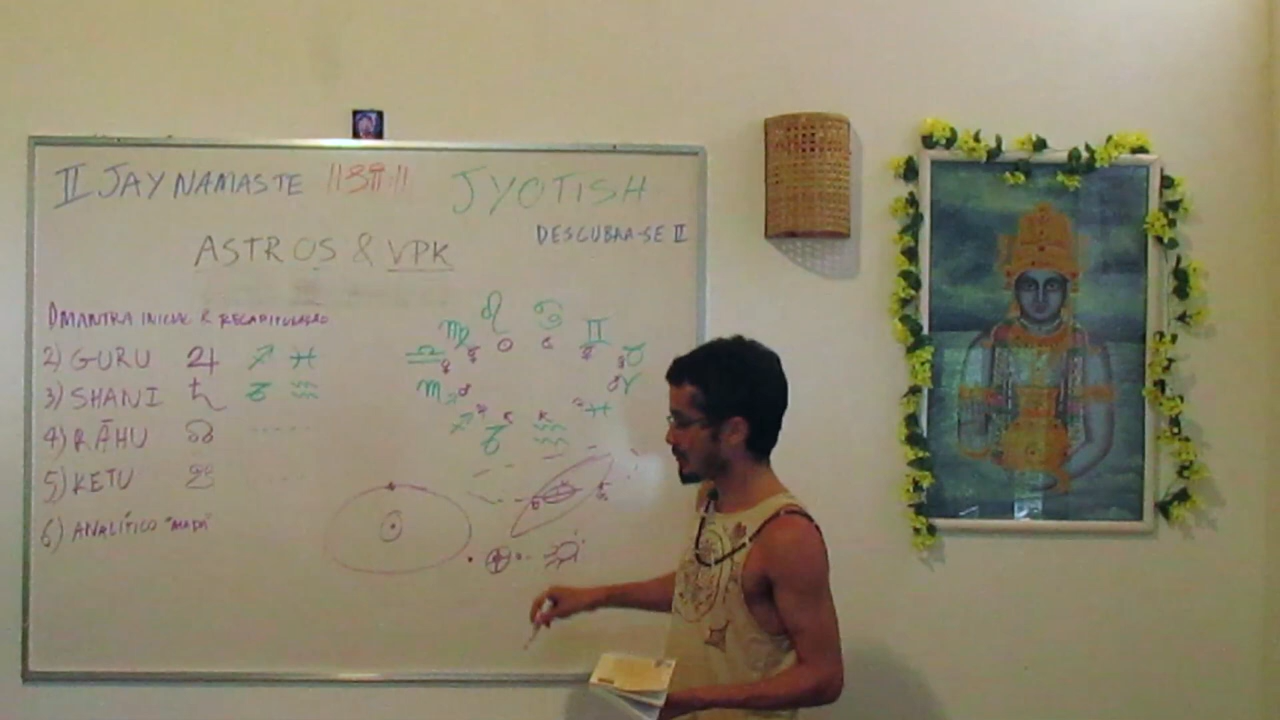 II JAY NAMASTE ||ॐ|| JYOTISH
DESCUBRA-SE II
ASTROS & VPK
1) MANTRA INICIAL & RECAPITULAÇÃO
2) GURU ♃ ♐ ♓
3) SHANI ♄ ♑ ♒
4) RĀHU ☊ -----
5) KETU ☋ -----
6) ANALÍTICO "MAPA"
♎ ♍ ♌ ♋ ♊ ♉
♏ ♈
♐ ♑ ♒ ♓